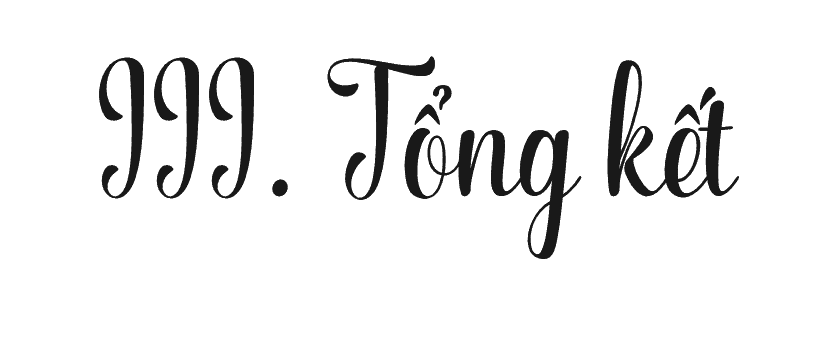 III. Tổng kết